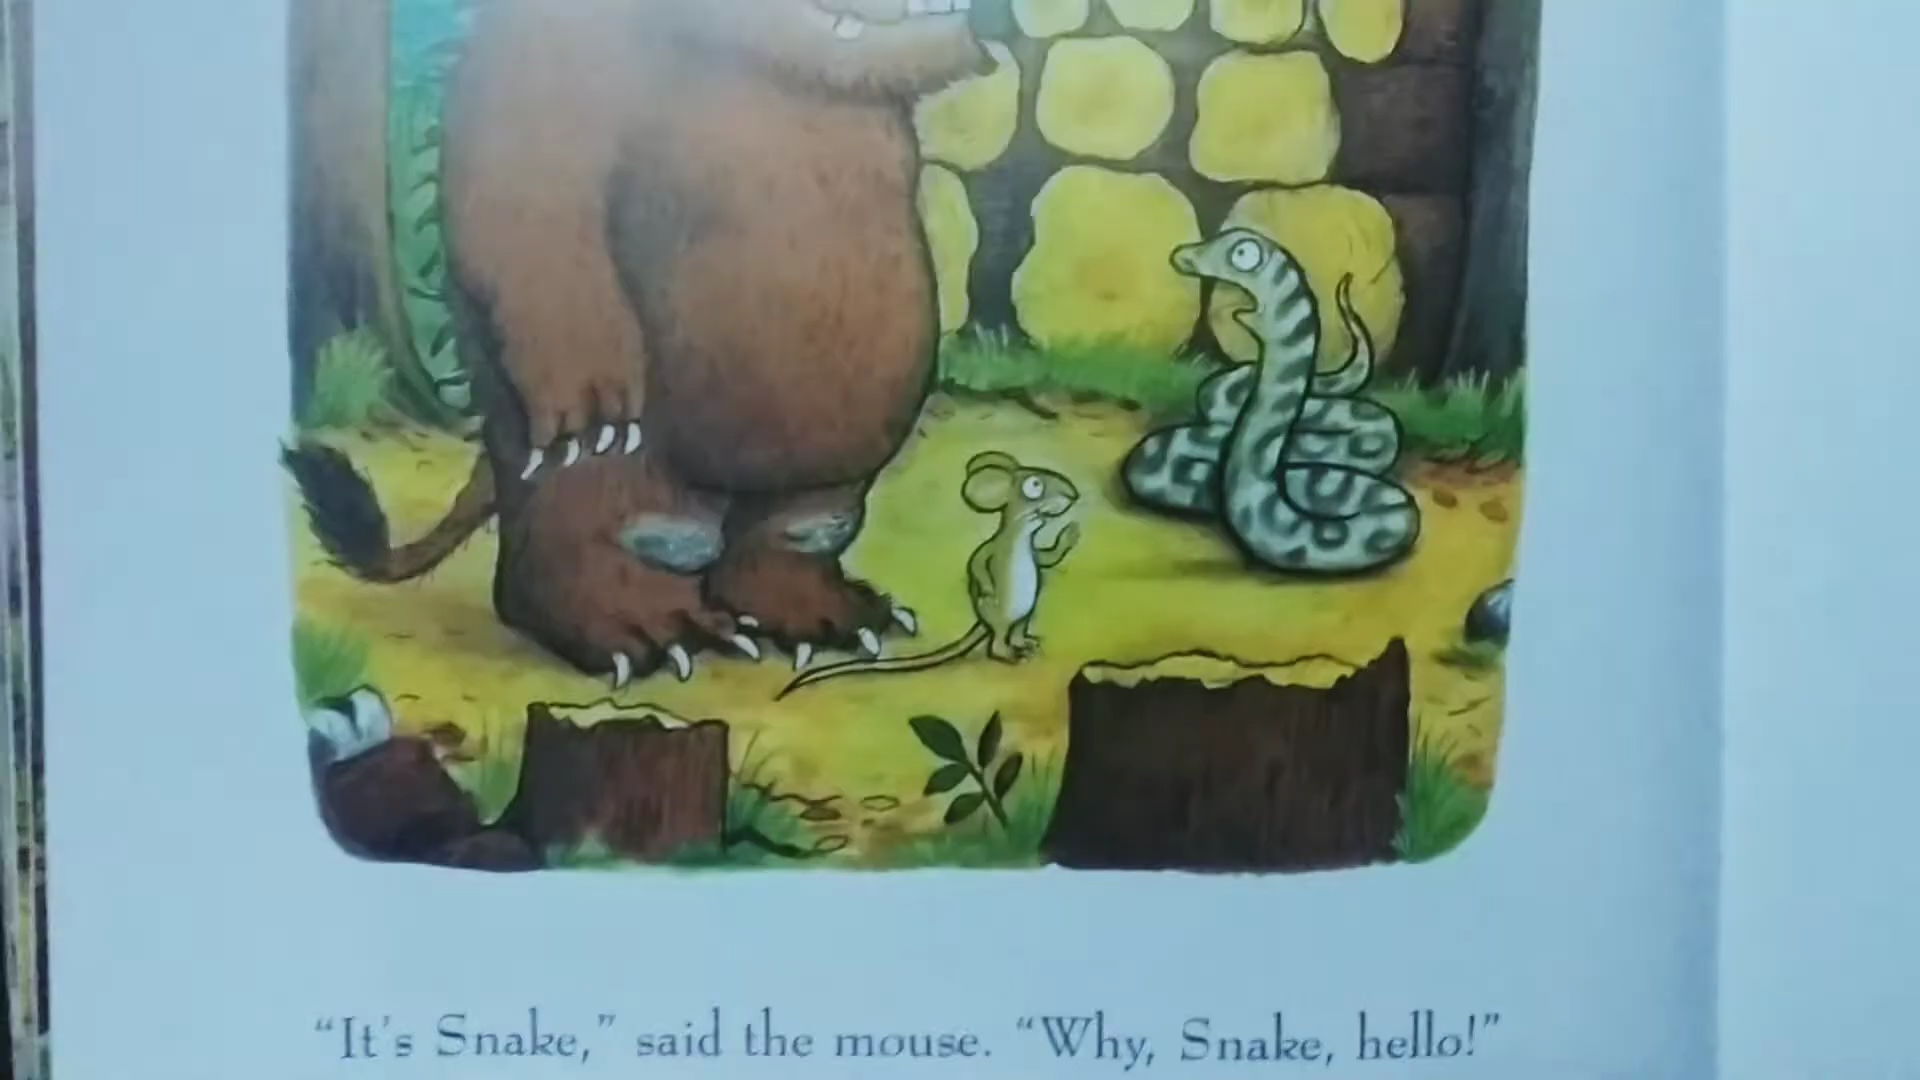 “It's Snake,” said the mouse. “Why, Snake, hello!”